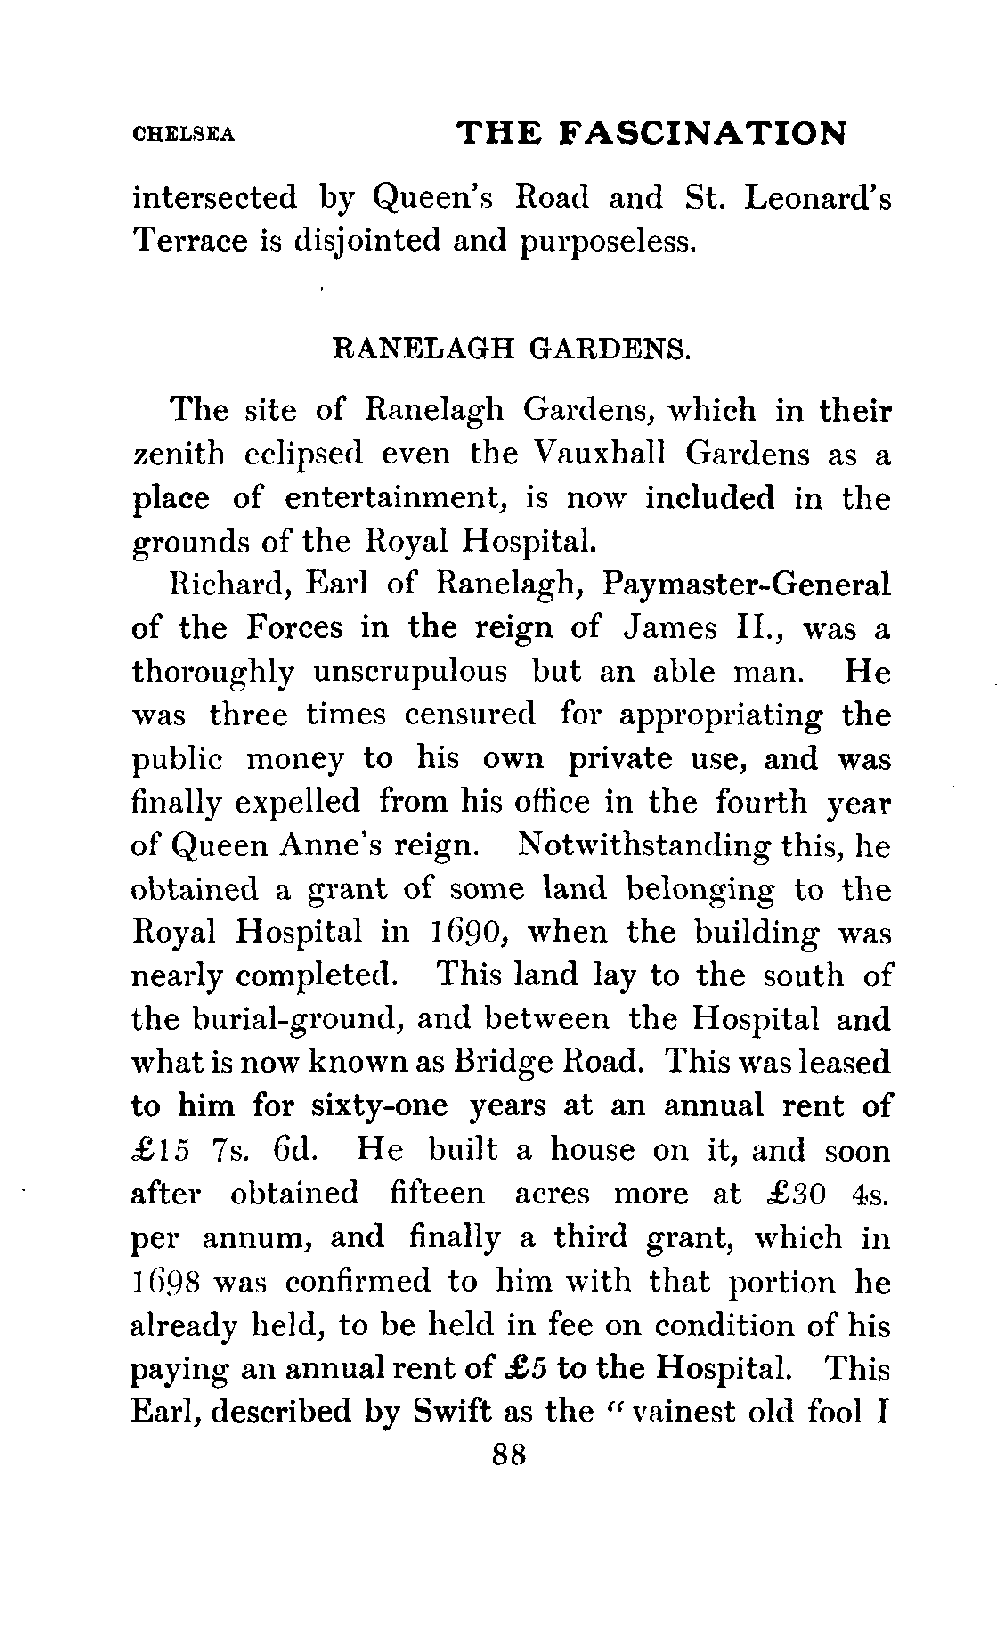 CHELSEA THE FASCINATION
intersected by Queen's Road and St. Leonard's
Terrace is disjointed and purposeless.
RANELAGH GARDENS.
The site of Ranelagh Gardens, which in their
zenith eclipsed even the Vauxhall Gardens as a
place of entertainment, is now included in the
grounds of the Royal Hospital.
Richard, Earl of Ranelagh, Paymaster-General
of the Forces in the reign of James II., was a
thoroughly unscrupulous but an able man. He
was three times censured for appropriating the
public money to his own private use, and was
finally expelled from his office in the fourth year
of Queen Anne's reign. Notwithstanding this, he
obtained a grant of some land belonging to the
Royal Hospital in 1690, when the building was
nearly completed. This land lay to the south of
the burial-ground, and between the Hospital and
what is now known as Bridge Road. This was leased
to him for sixty-one years at an annual rent of
£15 7s. 6d. He built a house on it, and soon
after obtained fifteen acres more at £30 4s.
per annum, and finally a third grant, which in
1698 was confirmed to him with that portion he
already held, to be held in fee on condition of his
paying an annual rent of £5 to the Hospital. This
Earl, described by Swift as the "vainest old fool I
88